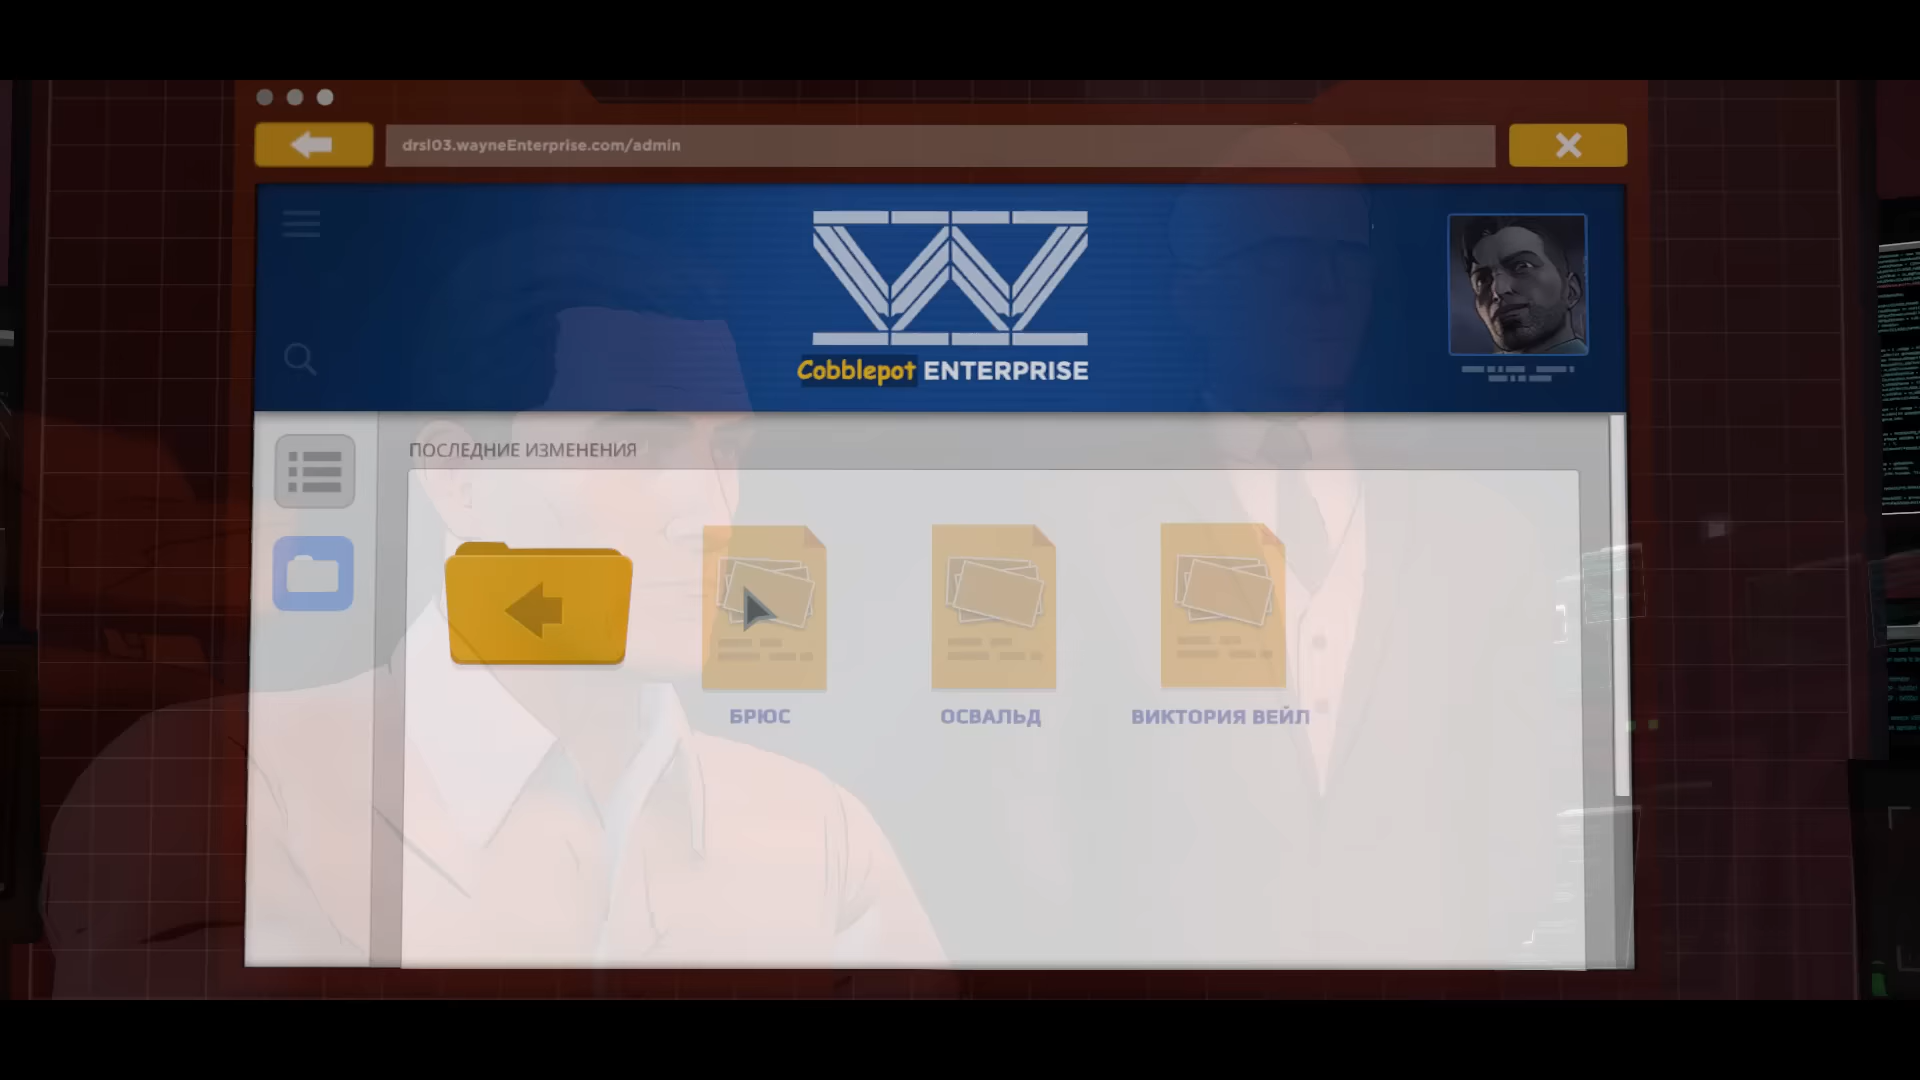 drsl03.wayneEnterprise.com/admin
Cobblepot ENTERPRISE
ПОСЛЕДНИЕ ИЗМЕНЕНИЯ
БРЮС
ОСВАЛЬД
ВИКТОРИЯ ВЕЙЛ